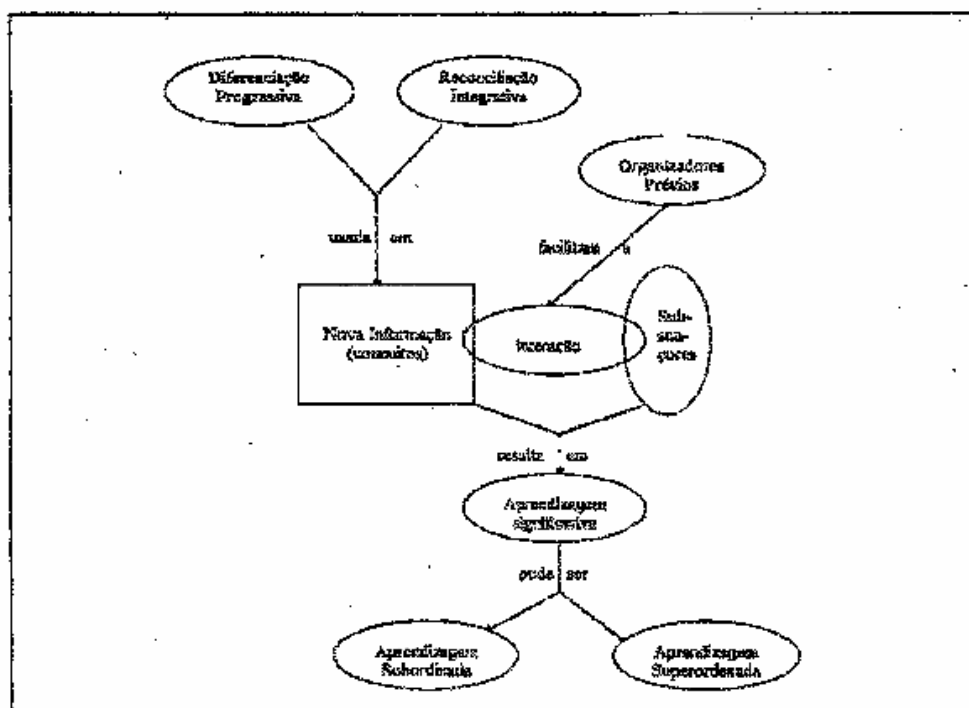 Diferenciação
Progressiva
Reconciliação
Integrativa
Organizadores
Prévios
usada em
facilitam a
Nova Informação
(conceitos)
Interação
Sub-
sun-
çores
resulta em
Aprendizagem
significativa
pode ser
Aprendizagem
Subordinada
Aprendizagem
Superordenada